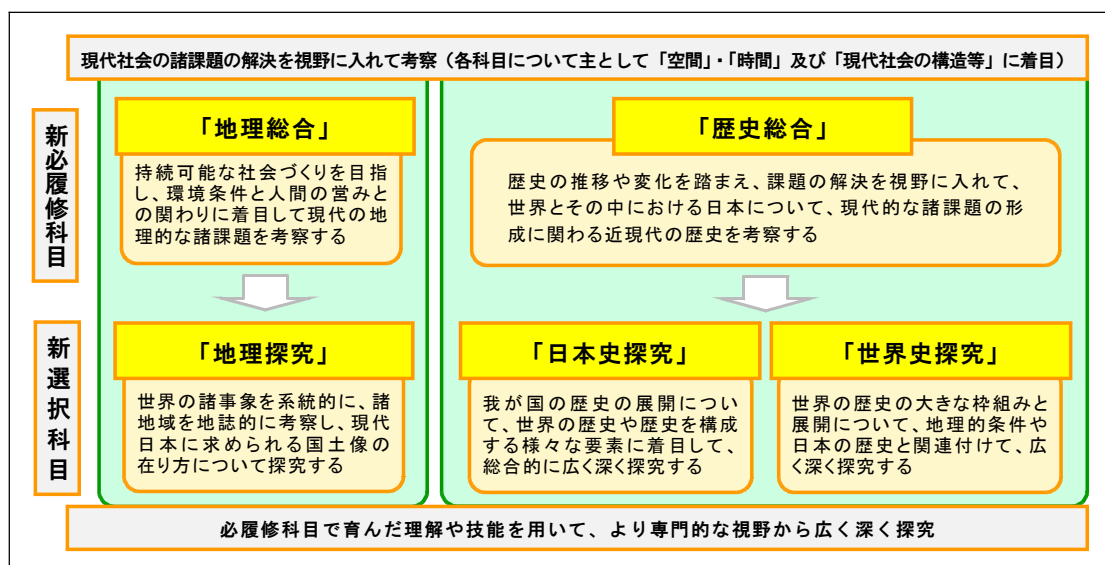 現代社会の諸課題の解決を視野に入れて考察（各科目について主として「空間」・「時間」及び「現代社会の構造等」に着目）
新必履修科目
「地理総合」
持続可能な社会づくりを目指
し、環境条件と人間の営みと
の関わりに着目して現代の地
理的な諸課題を考察する
「歴史総合」
歴史の推移や変化を踏まえ、課題の解決を視野に入れて、
世界とその中における日本について、現代的な諸課題の形
成に関わる近現代の歴史を考察する
新選択科目
「地理探究」
世界の諸事象を系統的に、諸
地域を地誌的に考察し、現代
日本に求められる国土像の
在り方について探究する
「日本史探究」
我が国の歴史の展開につい
て、世界の歴史や歴史を構成
する様々な要素に着目して、
総合的に広く深く探究する
「世界史探究」
世界の歴史の大きな枠組みと
展開について、地理的条件や
日本の歴史と関連付けて、広
く深く探究する
必履修科目で育んだ理解や技能を用いて、より専門的な視野から広く深く探究